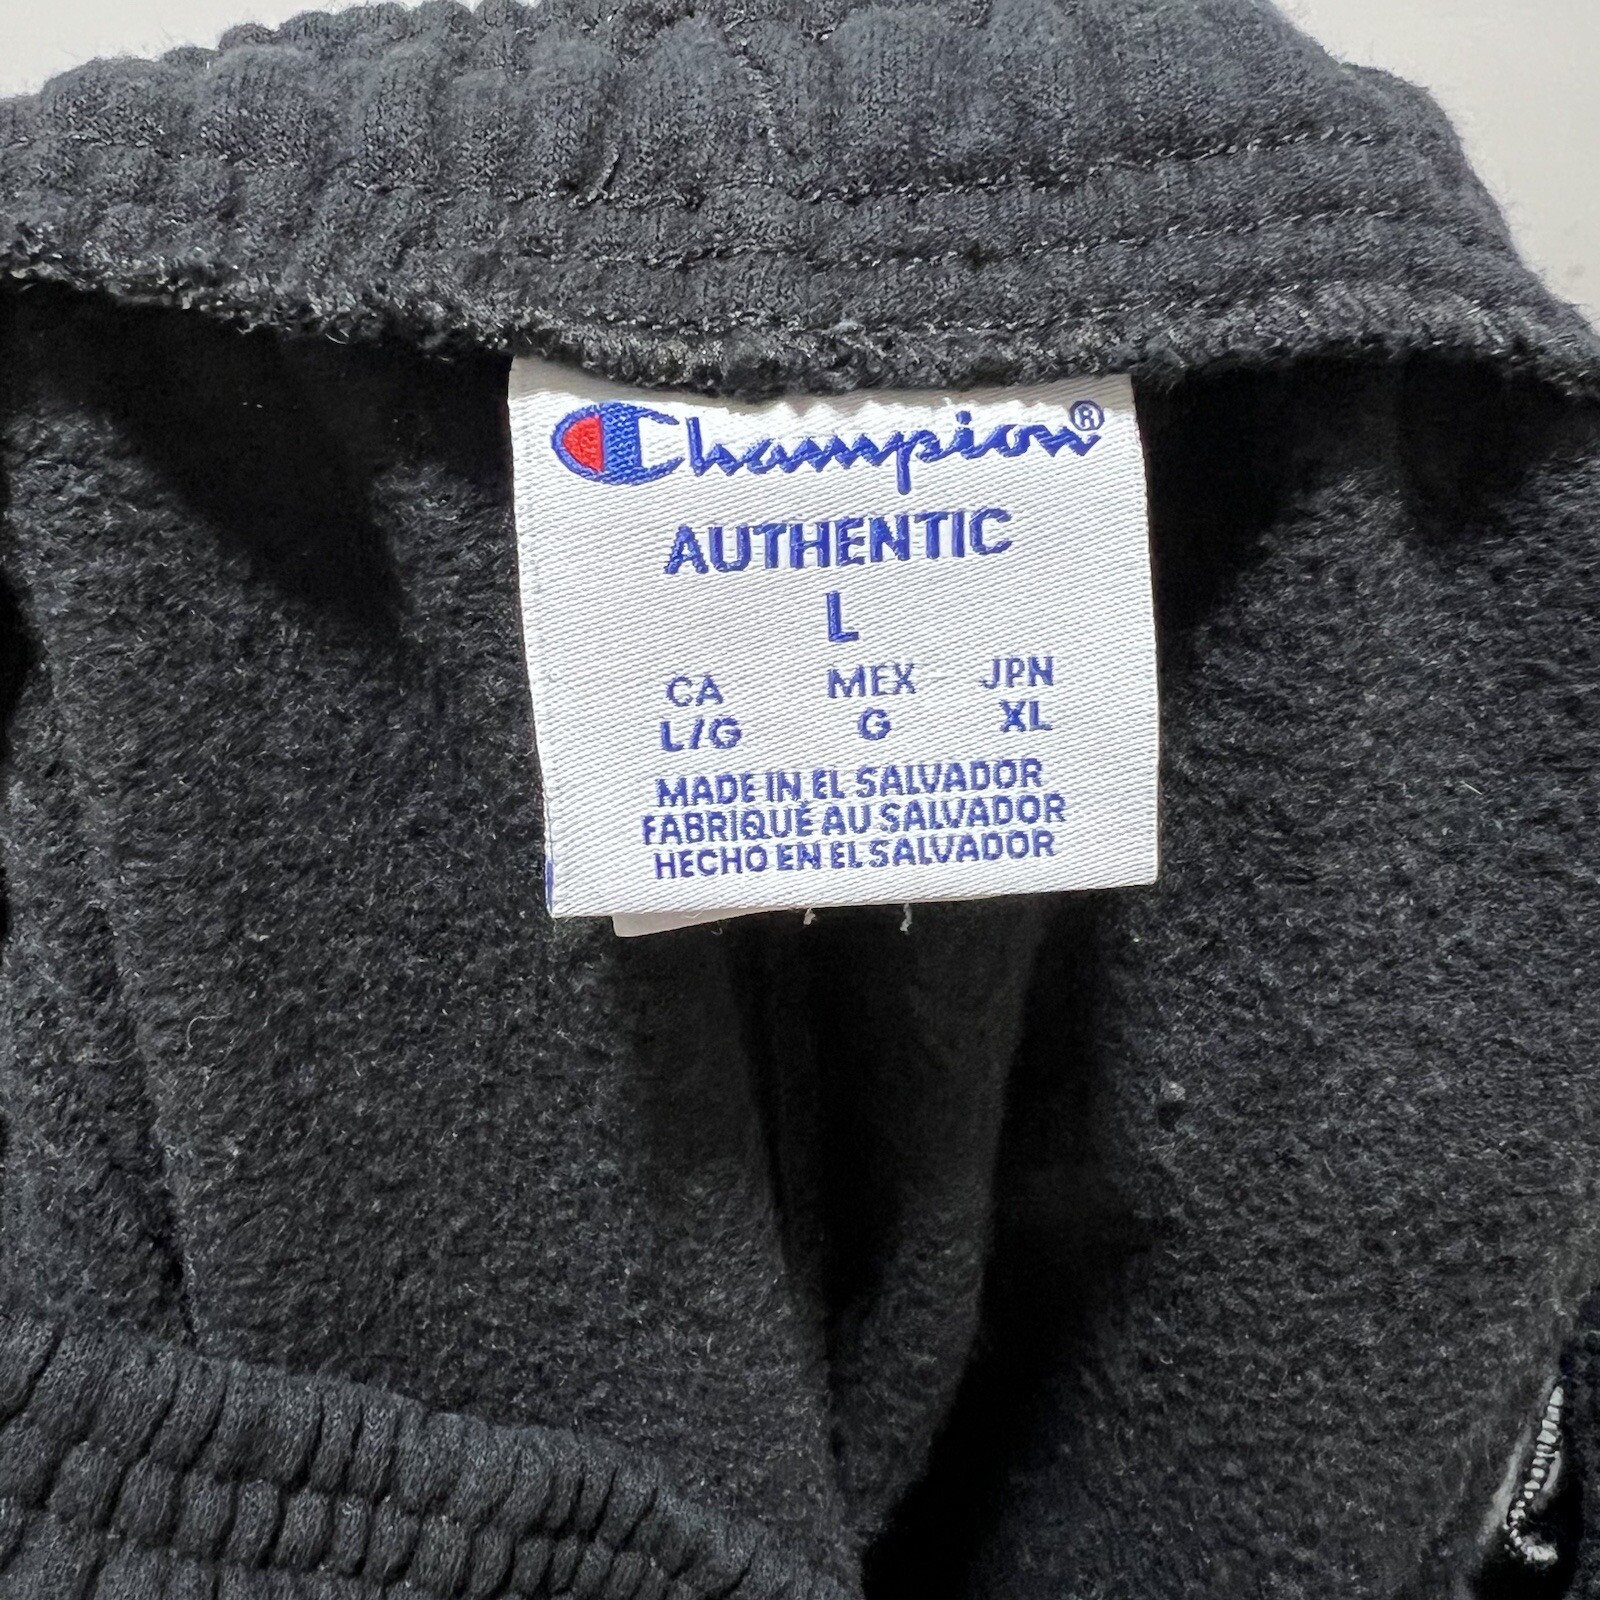 Champion®
AUTHENTIC
L
CA MEX JPN
L/G G XL
MADE IN EL SALVADOR
FABRIQUÉ AU SALVADOR
HECHO EN EL SALVADOR